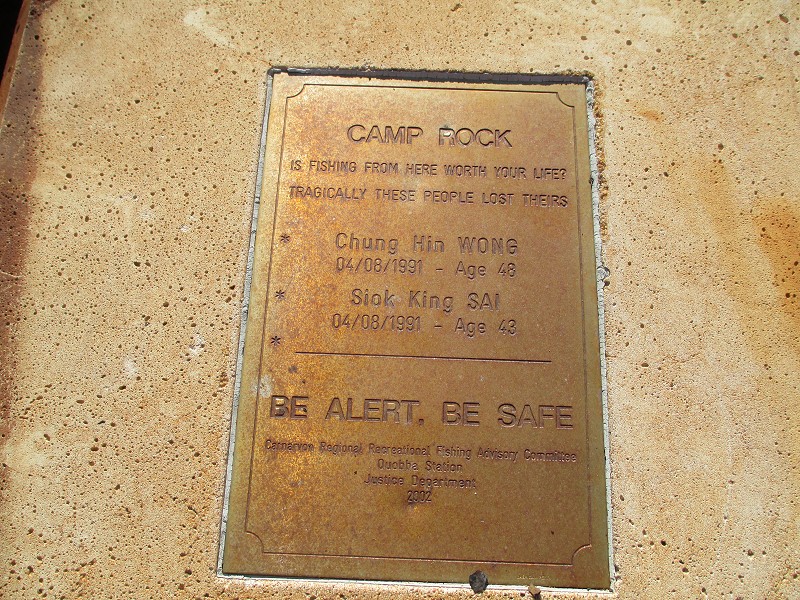 CAMP ROCK
IS FISHING FROM HERE WORTH YOUR LIFE?
TRAGICALLY THESE PEOPLE LOST THEIRS
* Chung Hin WONG
04/08/1991 - Age 48
* Siok King SAI
04/08/1991 - Age 43
*
BE ALERT, BE SAFE
Carnarvon Regional Recreational Fishing Advisory Committee
Quobba Station
Justice Department
2002